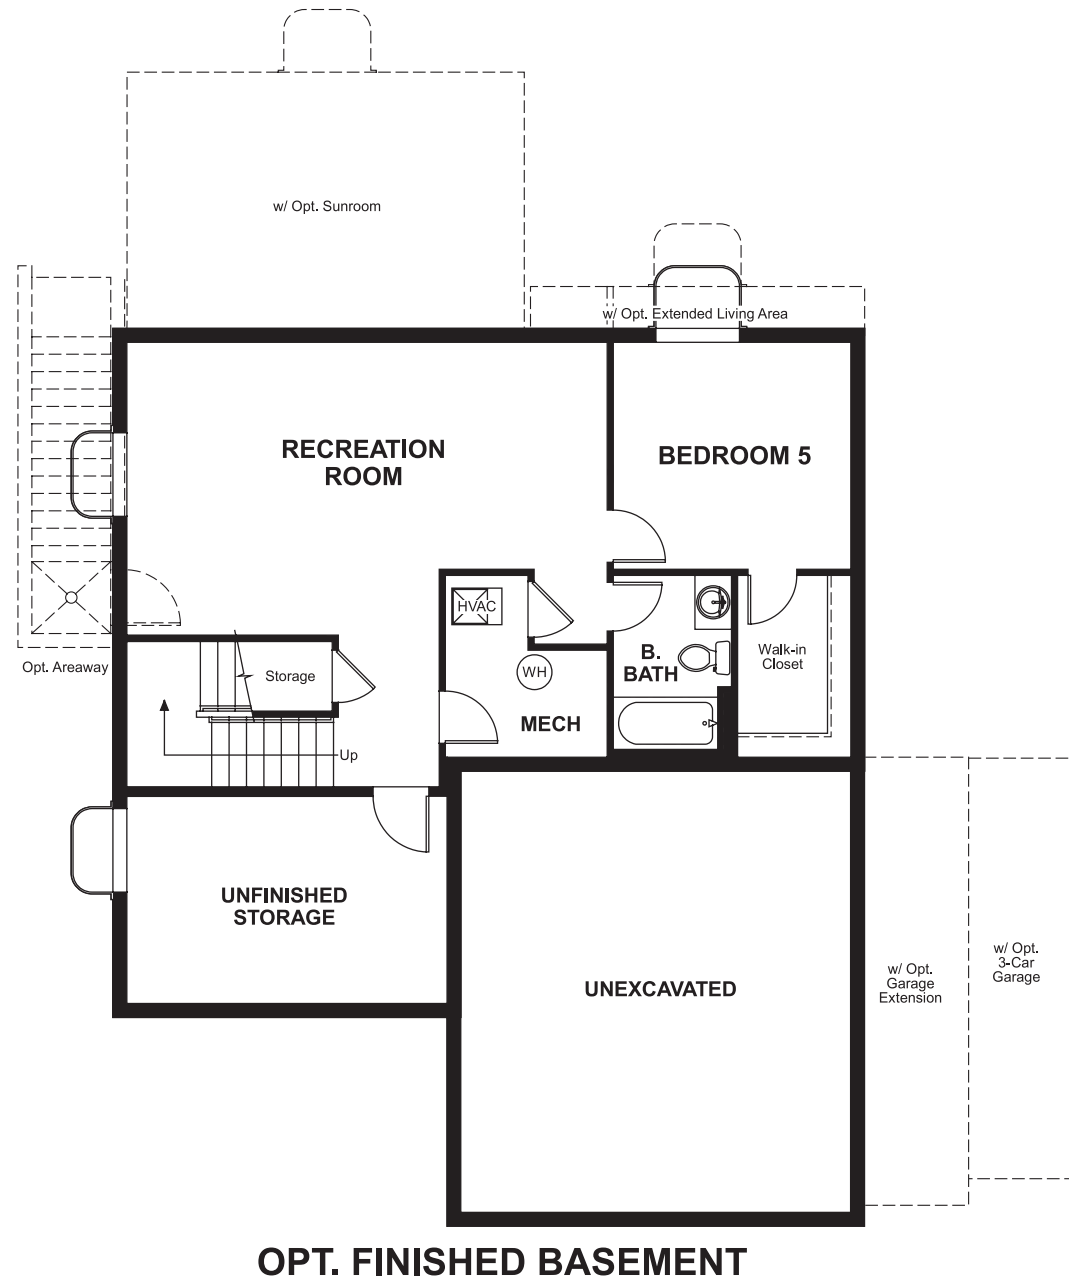 w/ Opt. Sunroom
w/ Opt. Extended Living Area
RECREATION
ROOM
BEDROOM 5
HVAC
Opt. Areaway
Storage
WH
B.
BATH
Walk-in
Closet
MECH
Up
UNFINISHED
STORAGE
UNEXCAVATED
w/ Opt.
Garage
Extension
w/ Opt.
3-Car
Garage
OPT. FINISHED BASEMENT